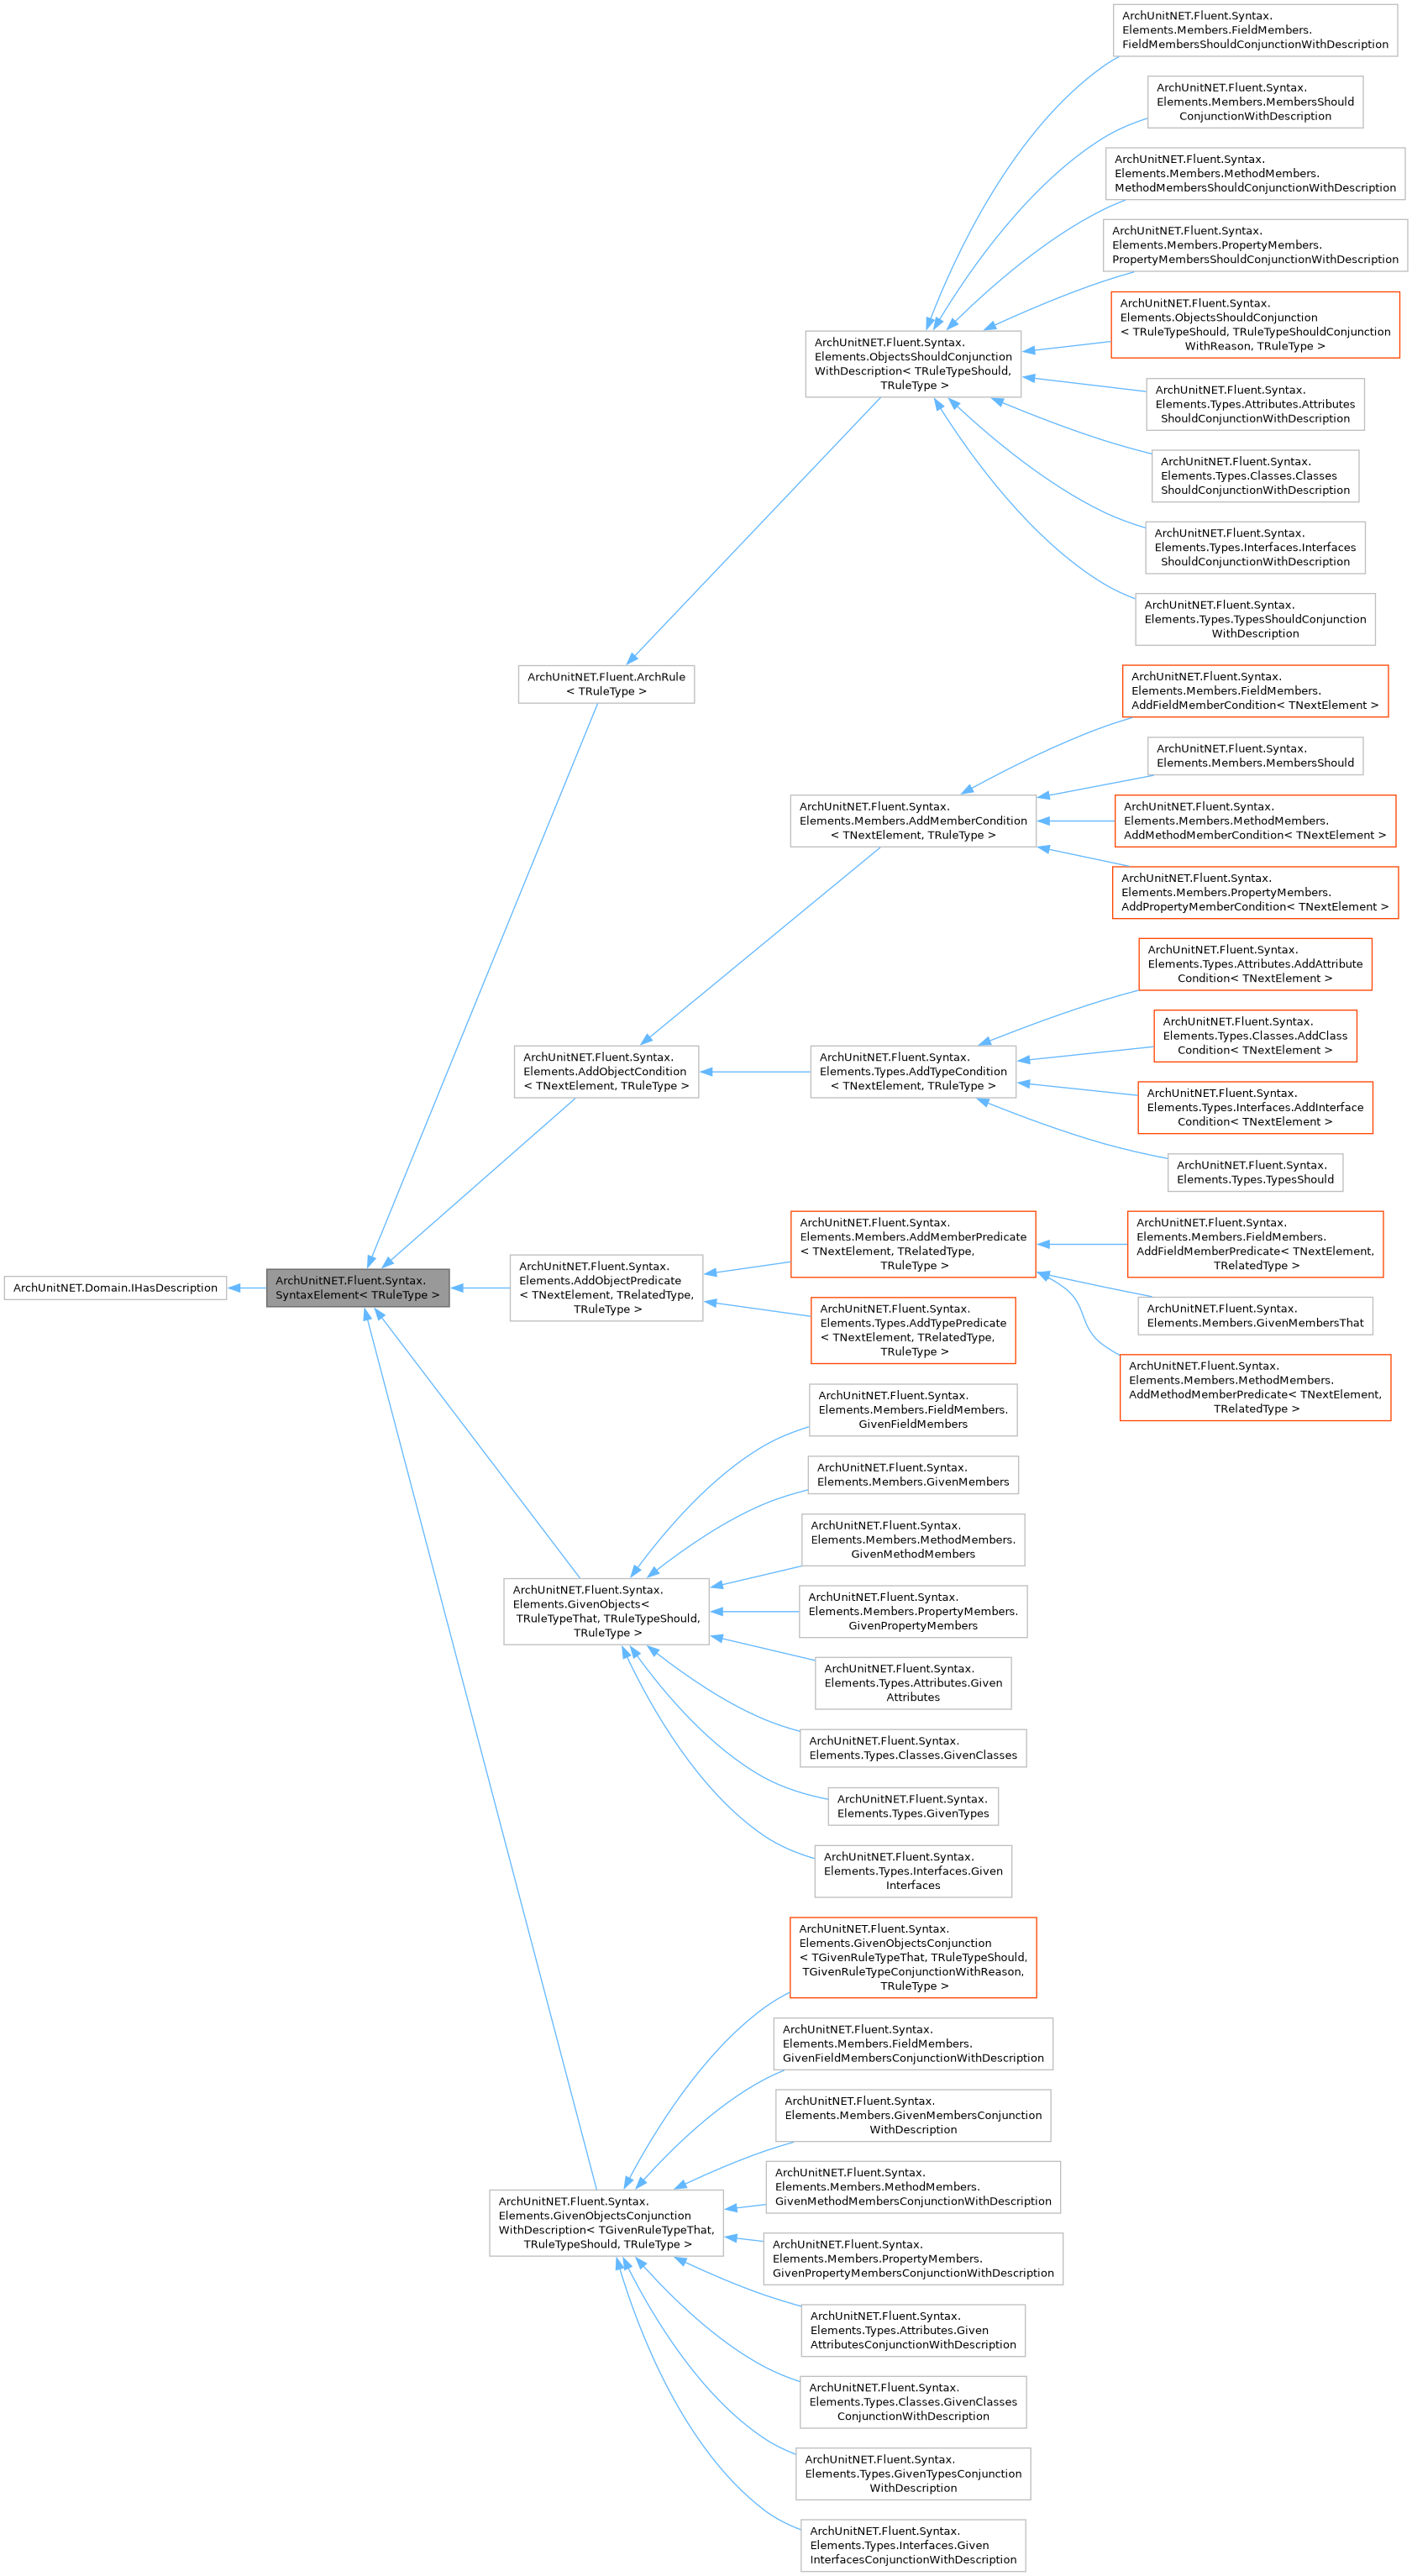 ArchUnitNET.Fluent.Syntax.
Elements.Members.FieldMembers.
FieldMembersShouldConjunctionWithDescription
ArchUnitNET.Fluent.Syntax.
Elements.Members.MembersShould
ConjunctionWithDescription
ArchUnitNET.Fluent.Syntax.
Elements.Members.MethodMembers.
MethodMembersShouldConjunctionWithDescription
ArchUnitNET.Fluent.Syntax.
Elements.Members.PropertyMembers.
PropertyMembersShouldConjunctionWithDescription
ArchUnitNET.Fluent.Syntax.
Elements.ObjectsShouldConjunction
< TRuleTypeShould, TRuleTypeShouldConjunction
WithReason, TRuleType >
ArchUnitNET.Fluent.Syntax.
Elements.ObjectsShouldConjunction
WithDescription< TRuleTypeShould,
TRuleType >
ArchUnitNET.Fluent.Syntax.
Elements.Types.Attributes.Attributes
ShouldConjunctionWithDescription
ArchUnitNET.Fluent.Syntax.
Elements.Types.Classes.Classes
ShouldConjunctionWithDescription
ArchUnitNET.Fluent.Syntax.
Elements.Types.Interfaces.Interfaces
ShouldConjunctionWithDescription
ArchUnitNET.Fluent.Syntax.
Elements.Types.TypesShouldConjunction
WithDescription
ArchUnitNET.Fluent.ArchRule
< TRuleType >
ArchUnitNET.Fluent.Syntax.
Elements.Members.FieldMembers.
AddFieldMemberCondition< TNextElement >
ArchUnitNET.Fluent.Syntax.
Elements.Members.MembersShould
ArchUnitNET.Fluent.Syntax.
Elements.Members.AddMemberCondition
< TNextElement, TRuleType >
ArchUnitNET.Fluent.Syntax.
Elements.Members.MethodMembers.
AddMethodMemberCondition< TNextElement >
ArchUnitNET.Fluent.Syntax.
Elements.Members.PropertyMembers.
AddPropertyMemberCondition< TNextElement >
ArchUnitNET.Fluent.Syntax.
Elements.Types.Attributes.AddAttribute
Condition< TNextElement >
ArchUnitNET.Fluent.Syntax.
Elements.Types.Classes.AddClass
Condition< TNextElement >
ArchUnitNET.Fluent.Syntax.
Elements.AddObjectCondition
< TNextElement, TRuleType >
ArchUnitNET.Fluent.Syntax.
Elements.Types.AddTypeCondition
< TNextElement, TRuleType >
ArchUnitNET.Fluent.Syntax.
Elements.Types.Interfaces.AddInterface
Condition< TNextElement >
ArchUnitNET.Fluent.Syntax.
Elements.Types.TypesShould
ArchUnitNET.Domain.IHasDescription
ArchUnitNET.Fluent.Syntax.
SyntaxElement< TRuleType >
ArchUnitNET.Fluent.Syntax.
Elements.AddObjectPredicate
< TNextElement, TRelatedType,
TRuleType >
ArchUnitNET.Fluent.Syntax.
Elements.Members.AddMemberPredicate
< TNextElement, TRelatedType,
TRuleType >
ArchUnitNET.Fluent.Syntax.
Elements.Members.FieldMembers.
AddFieldMemberPredicate< TNextElement,
TRelatedType >
ArchUnitNET.Fluent.Syntax.
Elements.Members.GivenMembersThat
ArchUnitNET.Fluent.Syntax.
Elements.Types.AddTypePredicate
< TNextElement, TRelatedType,
TRuleType >
ArchUnitNET.Fluent.Syntax.
Elements.Members.MethodMembers.
AddMethodMemberPredicate< TNextElement,
TRelatedType >
ArchUnitNET.Fluent.Syntax.
Elements.Members.FieldMembers.
GivenFieldMembers
ArchUnitNET.Fluent.Syntax.
Elements.Members.GivenMembers
ArchUnitNET.Fluent.Syntax.
Elements.Members.MethodMembers.
GivenMethodMembers
ArchUnitNET.Fluent.Syntax.
Elements.GivenObjects<
TRuleTypeThat, TRuleTypeShould,
TRuleType >
ArchUnitNET.Fluent.Syntax.
Elements.Members.PropertyMembers.
GivenPropertyMembers
ArchUnitNET.Fluent.Syntax.
Elements.Types.Attributes.Given
Attributes
ArchUnitNET.Fluent.Syntax.
Elements.Types.Classes.GivenClasses
ArchUnitNET.Fluent.Syntax.
Elements.Types.GivenTypes
ArchUnitNET.Fluent.Syntax.
Elements.Types.Interfaces.Given
Interfaces
ArchUnitNET.Fluent.Syntax.
Elements.GivenObjectsConjunction
< TGivenRuleTypeThat, TRuleTypeShould,
TGivenRuleTypeConjunctionWithReason,
TRuleType >
ArchUnitNET.Fluent.Syntax.
Elements.Members.FieldMembers.
GivenFieldMembersConjunctionWithDescription
ArchUnitNET.Fluent.Syntax.
Elements.Members.GivenMembersConjunction
WithDescription
ArchUnitNET.Fluent.Syntax.
Elements.Members.MethodMembers.
GivenMethodMembersConjunctionWithDescription
ArchUnitNET.Fluent.Syntax.
Elements.GivenObjectsConjunction
WithDescription< TGivenRuleTypeThat,
TRuleTypeShould, TRuleType >
ArchUnitNET.Fluent.Syntax.
Elements.Members.PropertyMembers.
GivenPropertyMembersConjunctionWithDescription
ArchUnitNET.Fluent.Syntax.
Elements.Types.Attributes.Given
AttributesConjunctionWithDescription
ArchUnitNET.Fluent.Syntax.
Elements.Types.Classes.GivenClasses
ConjunctionWithDescription
ArchUnitNET.Fluent.Syntax.
Elements.Types.GivenTypesConjunction
WithDescription
ArchUnitNET.Fluent.Syntax.
Elements.Types.Interfaces.Given
InterfacesConjunctionWithDescription